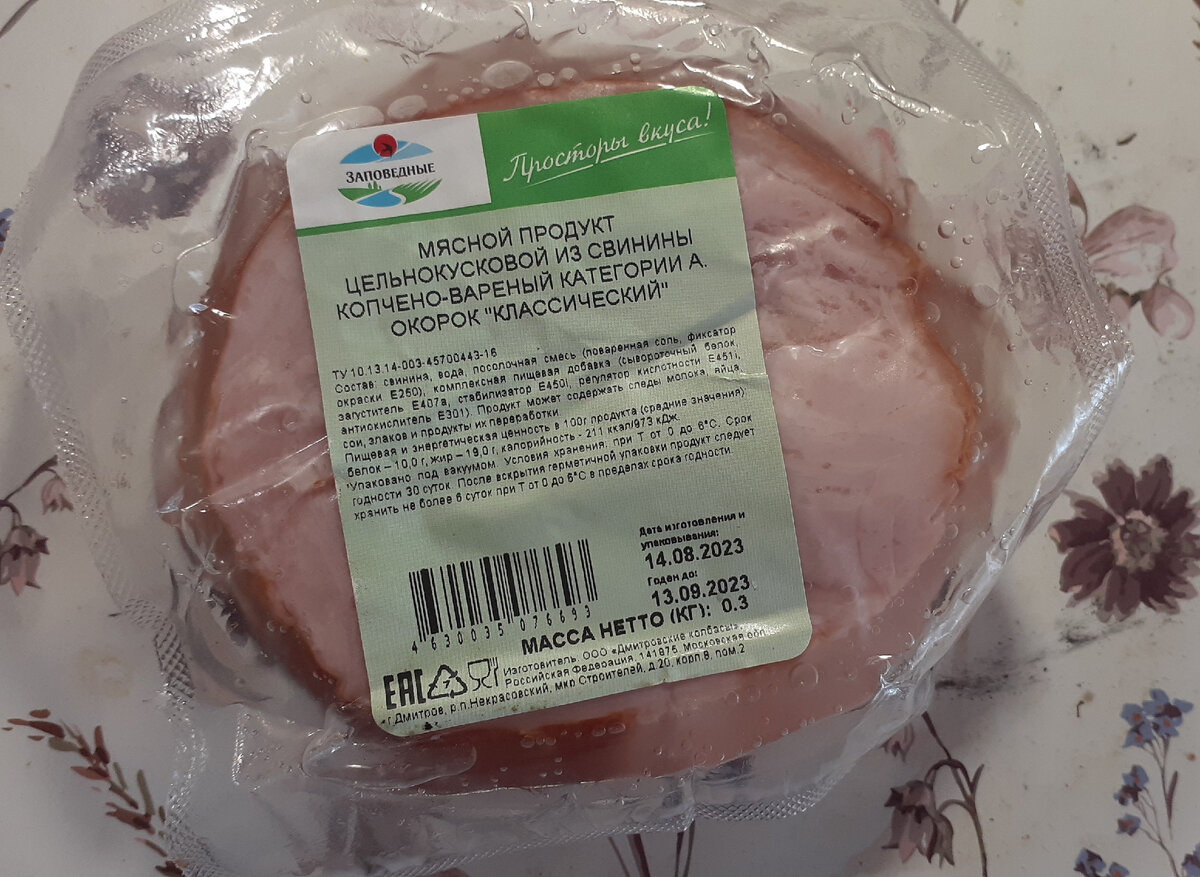 ЗАПОВЕДНЫЕ
Просторы вкуса!
МЯСНОЙ ПРОДУКТ
ЦЕЛЬНОКУСКОВОЙ ИЗ СВИНИНЫ
КОПЧЕНО-ВАРЕНЫЙ КАТЕГОРИИ А.
ОКОРОК "КЛАССИЧЕСКИЙ"
ТУ 10.13.14-003-45700443-16
Состав: свинина, вода, посолочная смесь (поваренная соль, фиксатор
окраски Е250), комплексная пищевая добавка (сывороточный белок,
загуститель Е407а, стабилизатор Е450i, регулятор кислотности Е451i,
антиокислитель Е301). Продукт может содержать следы молока, яйца,
сои, злаков и продукты их переработки.
Пищевая и энергетическая ценность в 100г продукта (средние значения):
белок – 10,0 г, жир – 19,0 г, калорийность - 211 ккал/973 кДж.
Упаковано под вакуумом. Условия хранения: при Т от 0 до 6°С. Срок
годности 30 суток. После вскрытия герметичной упаковки продукт следует
хранить не более 6 суток при Т от 0 до 6°С в пределах срока годности.
Дата изготовления и
упаковывания:
14.08.2023
Годен до:
13.09.2023
МАССА НЕТТО (КГ): 0.3
4 630035 076693
ЕАС
Изготовитель: ООО «Дмитровские колбасы»,
Российская Федерация, 141875, Московская обл.,
г.Дмитров, р.п.Некрасовский, мкр Строителей, д.20, корп.8, пом.2